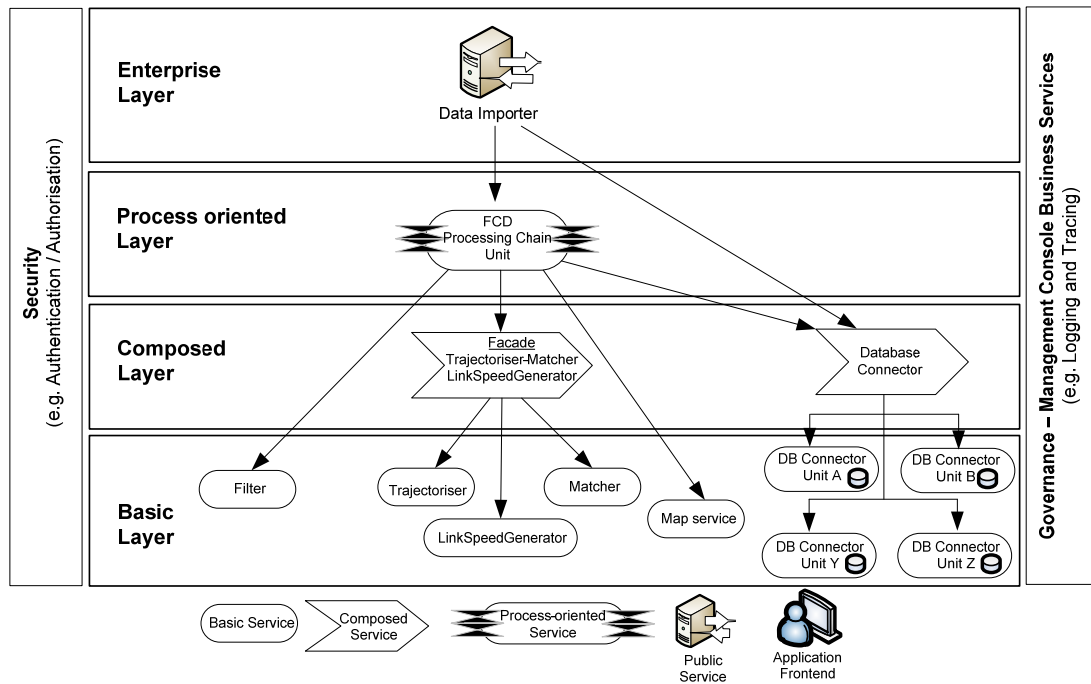 Security
(e.g. Authentication / Authorisation)
Enterprise
Layer
Data Importer
Process oriented
Layer
FCD
Processing Chain
Unit
Composed
Layer
Facade
Trajectoriser-Matcher
LinkSpeedGenerator
Database
Connector
Basic
Layer
Filter
Trajectoriser
Matcher
LinkSpeedGenerator
Map service
DB Connector
Unit A
DB Connector
Unit B
DB Connector
Unit Y
DB Connector
Unit Z
Governance – Management Console Business Services
(e.g. Logging and Tracing)
Basic Service
Composed
Service
Process-oriented
Service
Public
Service
Application
Frontend